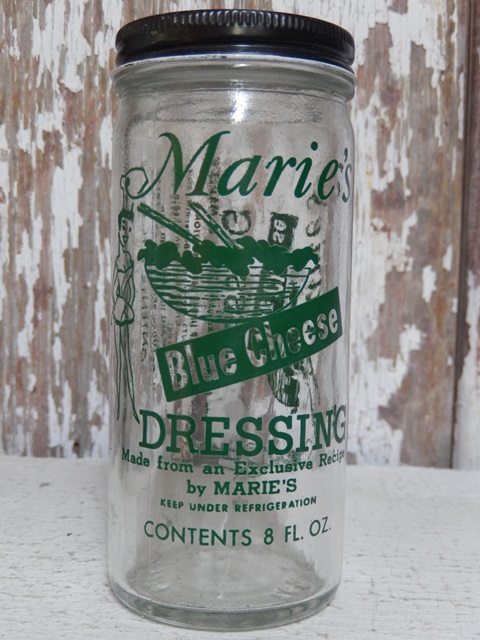 Marie's
Blue Cheese
DRESSING
Made from an Exclusive Recipe
by MARIE'S
KEEP UNDER REFRIGERATION
CONTENTS 8 FL. OZ.